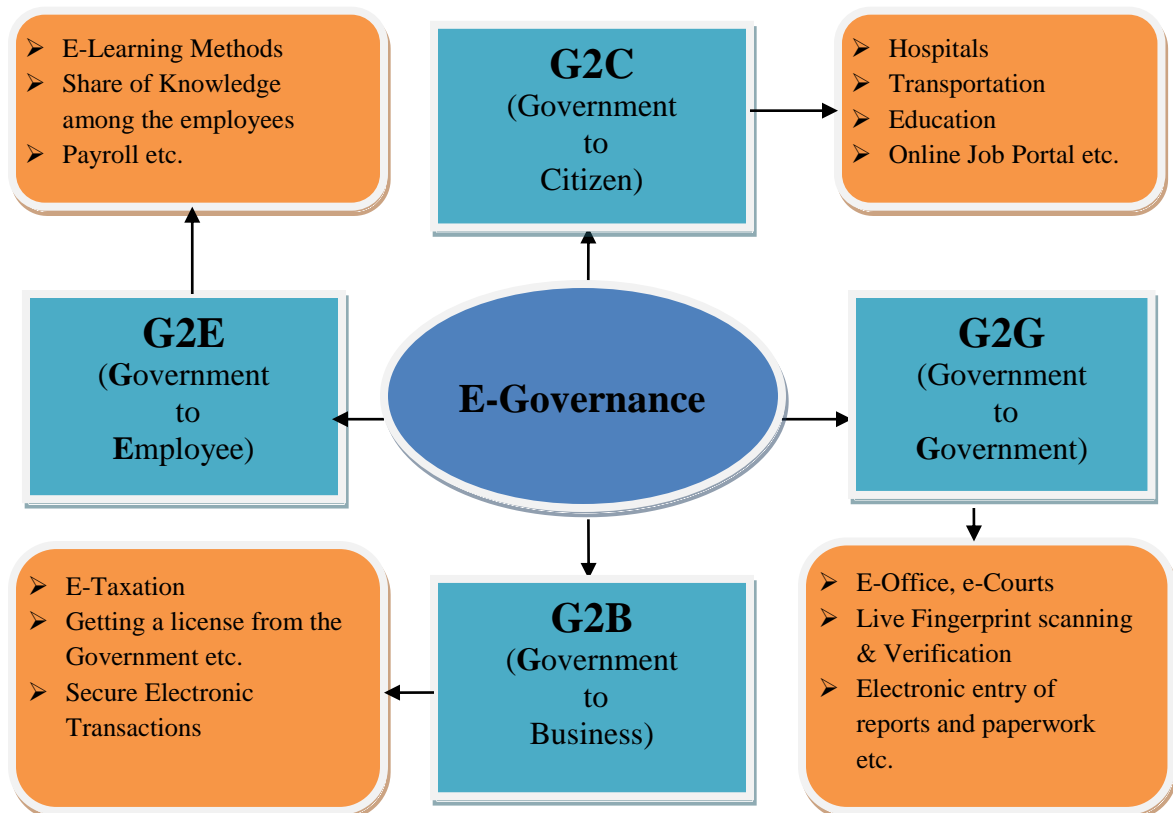 E-Learning Methods
Share of Knowledge
among the employees
Payroll etc.
G2C
(Government
to
Citizen)
Hospitals
Transportation
Education
Online Job Portal etc.
G2E
(Government
to
Employee)
E-Governance
G2G
(Government
to
Government)
E-Taxation
Getting a license from the
Government etc.
Secure Electronic
Transactions
G2B
(Government
to
Business)
E-Office, e-Courts
Live Fingerprint scanning
& Verification
Electronic entry of
reports and paperwork
etc.